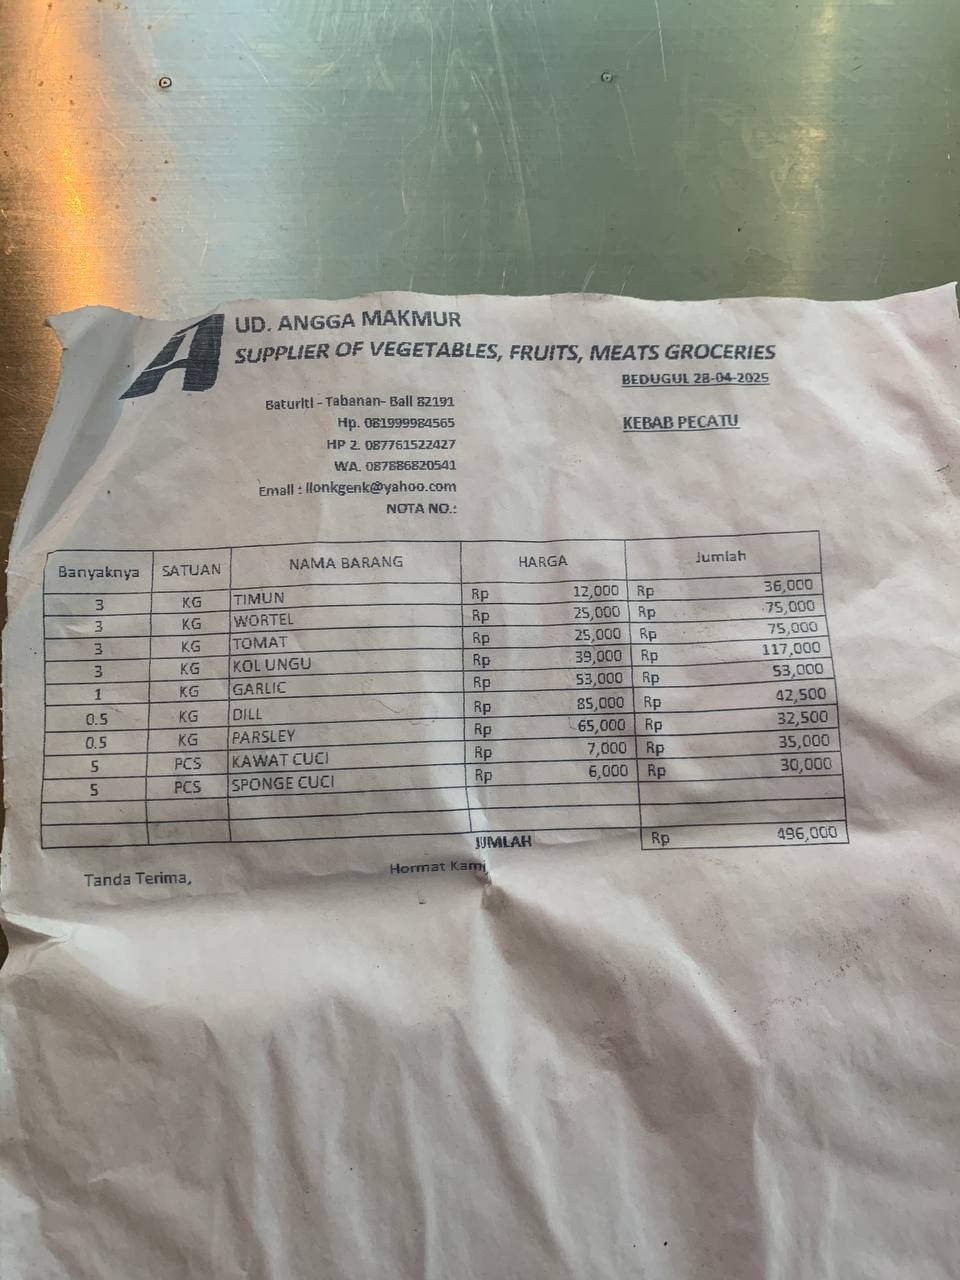 UD. ANGGA MAKMUR
SUPPLIER OF VEGETABLES, FRUITS, MEATS GROCERIES
BEDUGUL 28-04-2025
Baturiti - Tabanan- Bali 82191
Hp. 081999984565
KEBAB PECATU
HP 2. 087761522427
WA. 087886820541
Email : ilonkgenk@yahoo.com
NOTA NO.:
Banyaknya SATUAN NAMA BARANG HARGA Jumlah
3 KG TIMUN Rp 12,000 Rp 36,000
3 KG WORTEL Rp 25,000 Rp 75,000
3 KG TOMAT Rp 25,000 Rp 75,000
3 KG KOL UNGU Rp 39,000 Rp 117,000
1 KG GARLIC Rp 53,000 Rp 53,000
0.5 KG DILL Rp 85,000 Rp 42,500
0.5 KG PARSLEY Rp 65,000 Rp 32,500
5 PCS KAWAT CUCI Rp 7,000 Rp 35,000
5 PCS SPONGE CUCI Rp 6,000 Rp 30,000
JUMLAH Rp 496,000
Tanda Terima, Hormat Kami,